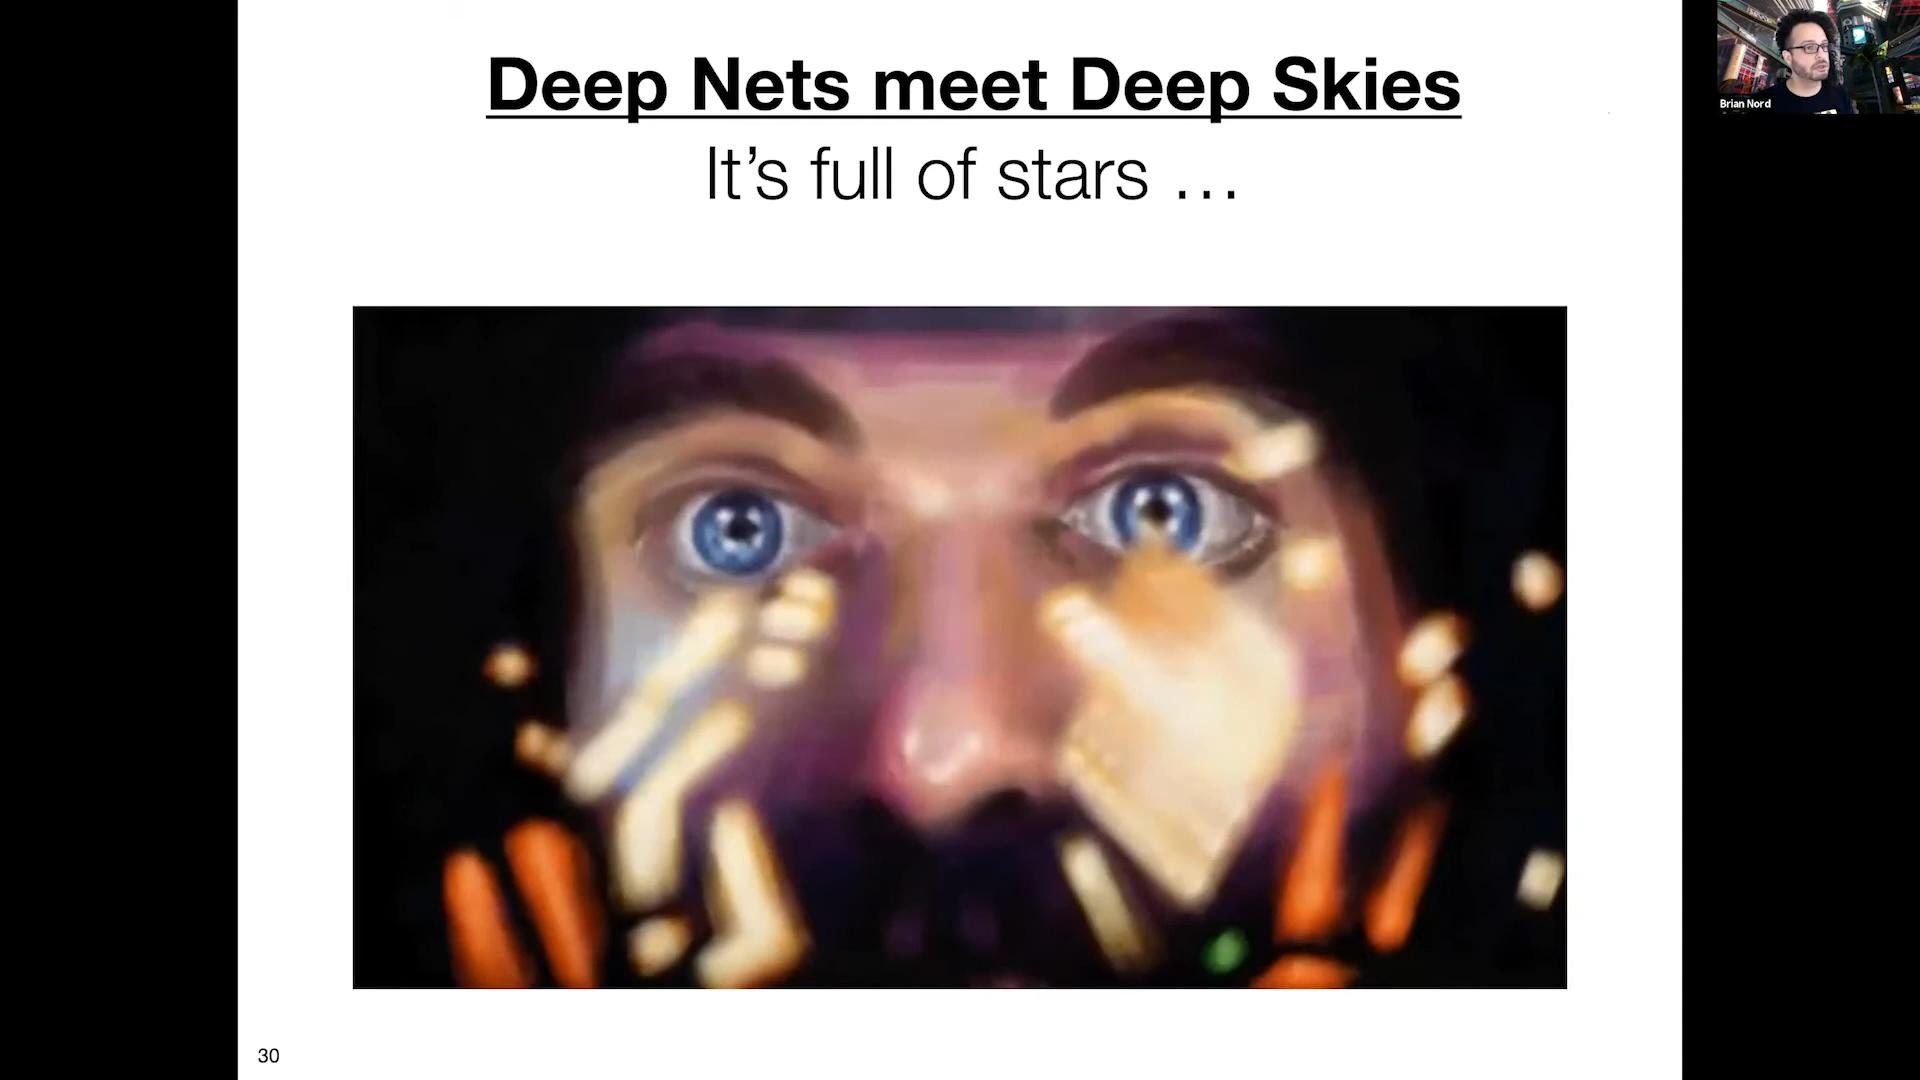 Deep Nets meet Deep Skies
It’s full of stars …
Brian Nord
30